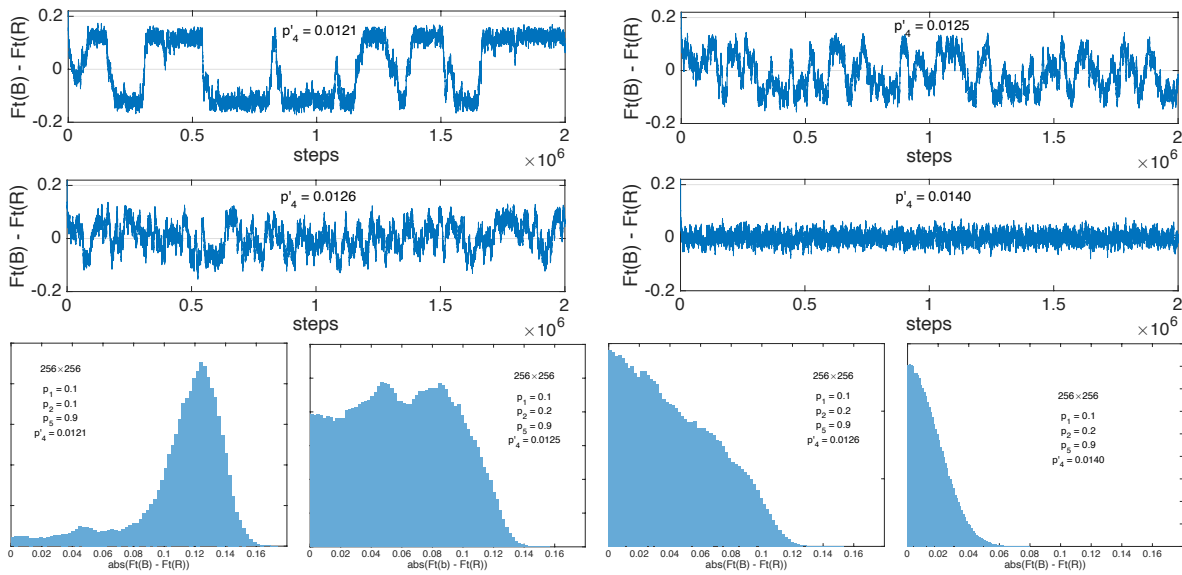 0.2
0
-0.2
Ft(B) - Ft(R)
p'4 = 0.0121
0 0.5 1 1.5 2
steps
×10^6
0.2
0
-0.2
Ft(B) - Ft(R)
p'4 = 0.0125
0 0.5 1 1.5 2
steps
×10^6
0.2
0
-0.2
Ft(B) - Ft(R)
p'4 = 0.0126
0 0.5 1 1.5 2
steps
×10^6
0.2
0
-0.2
Ft(B) - Ft(R)
p'4 = 0.0140
0 0.5 1 1.5 2
steps
×10^6
256×256
p1 = 0.1
p2 = 0.1
p5 = 0.9
p'4 = 0.0121
0 0.02 0.04 0.06 0.08 0.1 0.12 0.14 0.16
abs(Ft(B) - Ft(R))
256×256
p1 = 0.1
p2 = 0.2
p5 = 0.9
p'4 = 0.0125
0 0.02 0.04 0.06 0.08 0.1 0.12 0.14 0.16
abs(Ft(b) - Ft(R))
256×256
p1 = 0.1
p2 = 0.2
p5 = 0.9
p'4 = 0.0126
0 0.02 0.04 0.06 0.08 0.1 0.12 0.14 0.16
abs(Ft(B) - Ft(R))
256×256
p1 = 0.1
p2 = 0.2
p5 = 0.9
p'4 = 0.0140
0 0.02 0.04 0.06 0.08 0.1 0.12 0.14 0.16
abs(Ft(B) - Ft(R))